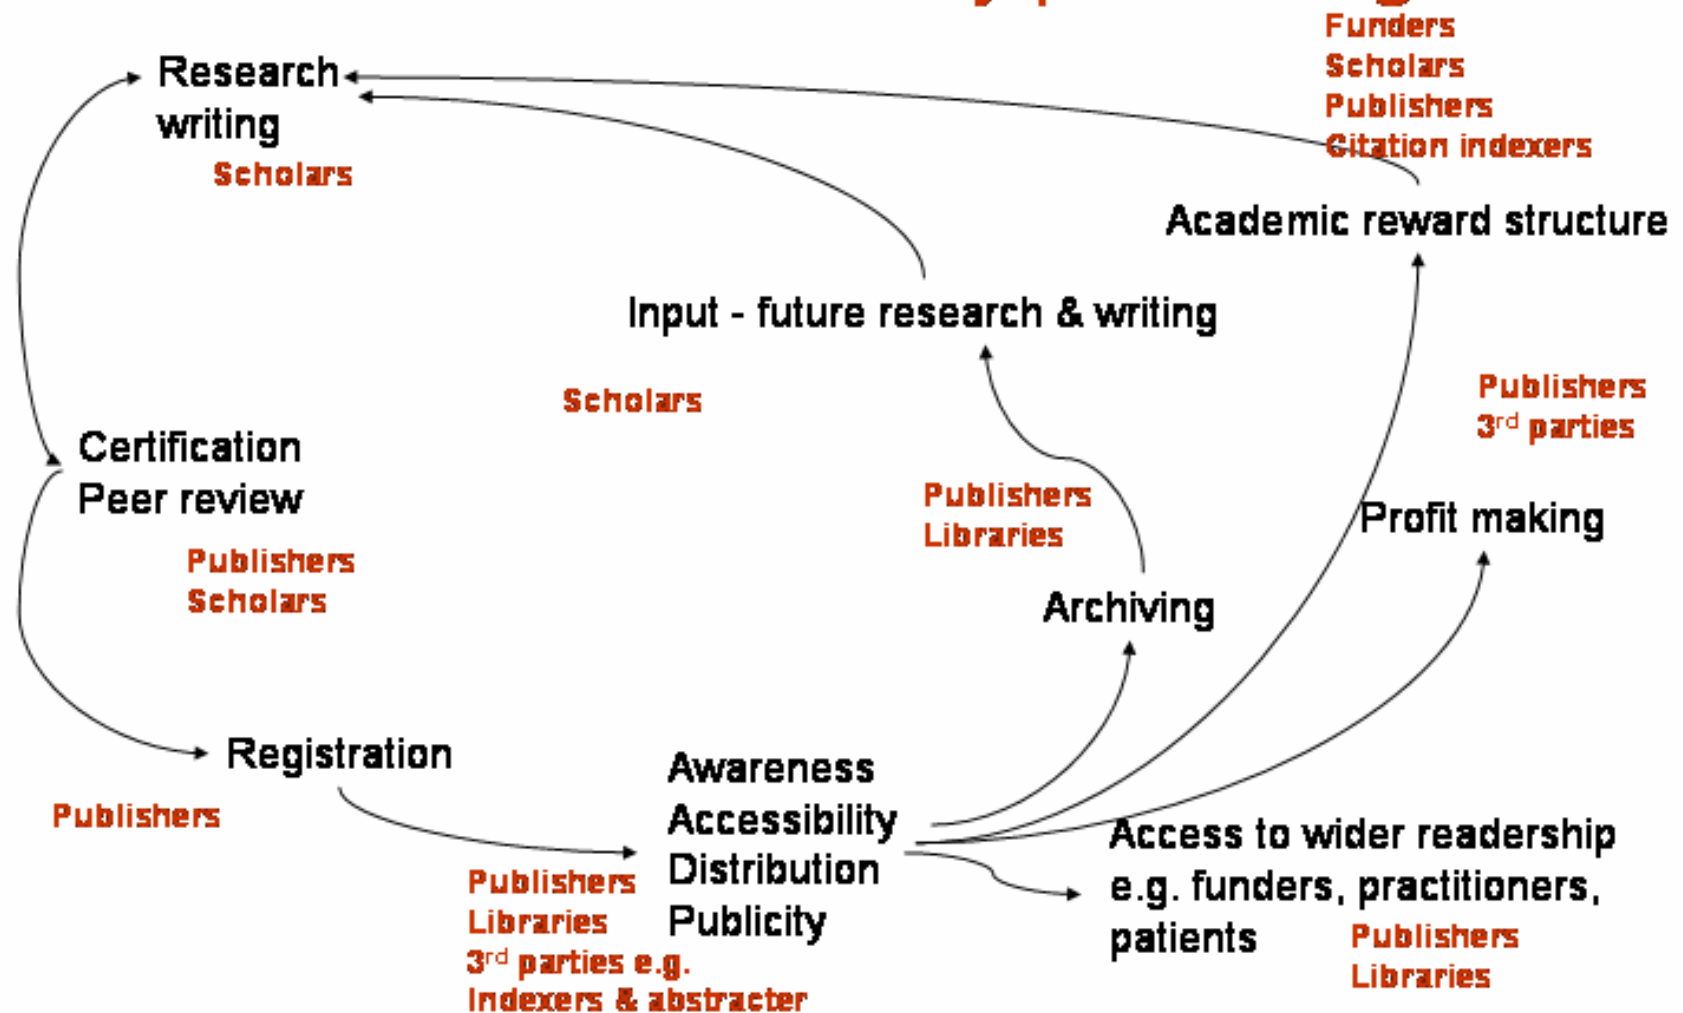 Funders
Scholars
Publishers
Citation indexers
Research
writing
Scholars
Academic reward structure
Input - future research & writing
Scholars
Publishers
3rd parties
Certification
Peer review
Publishers
Scholars
Publishers
Libraries
Profit making
Archiving
Registration
Publishers
Awareness
Accessibility
Distribution
Publicity
Publishers
Libraries
3rd parties e.g.
Indexers & abstracter
Access to wider readership
e.g. funders, practitioners,
patients
Publishers
Libraries